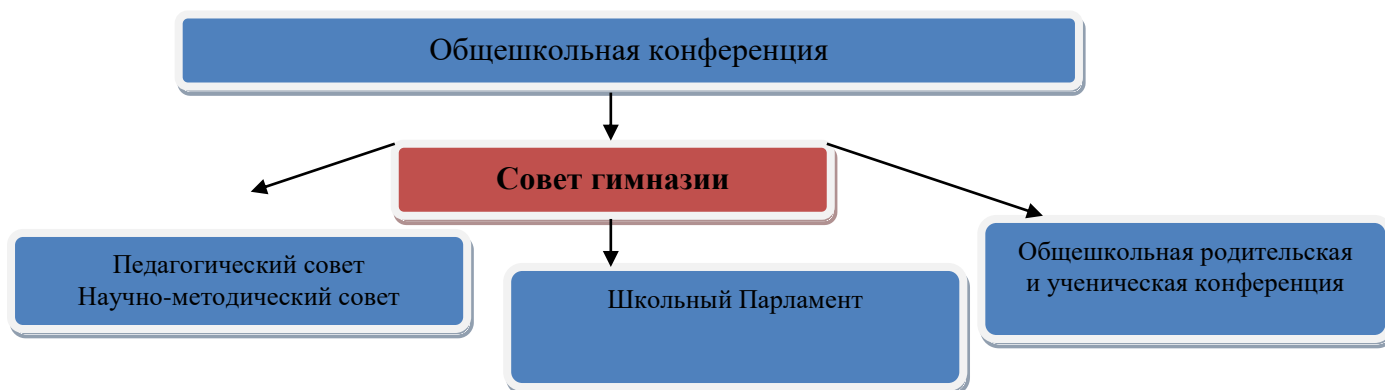 Общешкольная конференция
Совет гимназии
Педагогический совет
Научно-методический совет
Школьный Парламент
Общешкольная родительская
и ученическая конференция